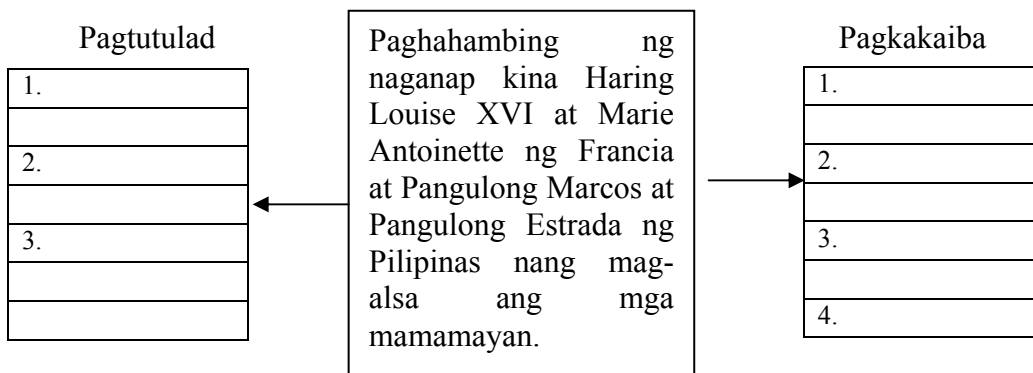 Pagtutulad
1.
2.
3.
Paghahambing ng
naganap kina Haring
Louise XVI at Marie
Antoinette ng Francia
at Pangulong Marcos at
Pangulong Estrada ng
Pilipinas nang mag-
alsa ang mga
mamamayan.
Pagkakaiba
1.
2.
3.
4.